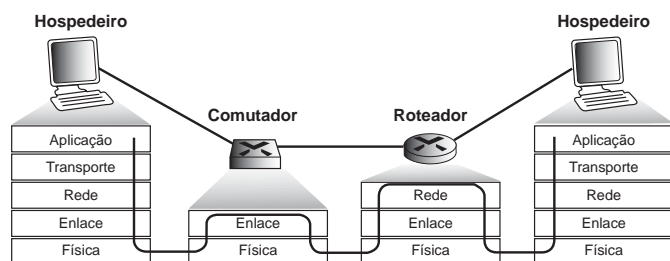 Hospedeiro
Hospedeiro
Comutador
Roteador
Aplicação
Transporte
Rede
Enlace
Física
Enlace
Física
Rede
Enlace
Física
Aplicação
Transporte
Rede
Enlace
Física